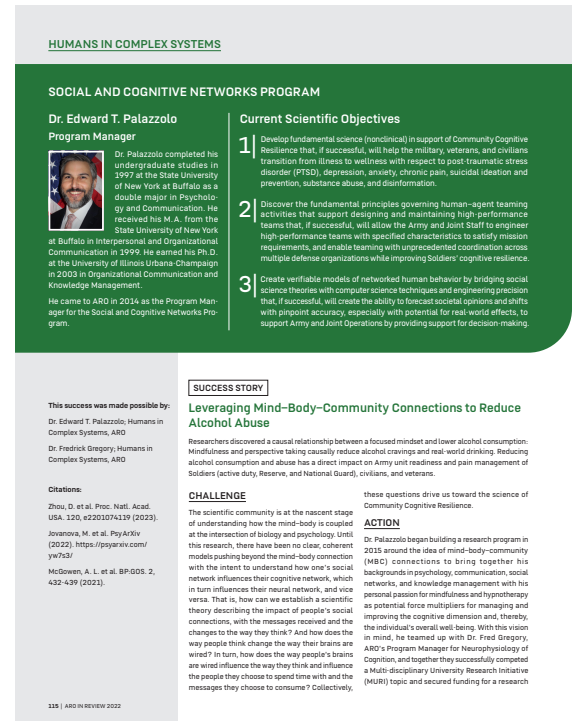 HUMANS IN COMPLEX SYSTEMS
SOCIAL AND COGNITIVE NETWORKS PROGRAM
Dr. Edward T. Palazzolo
Program Manager
Dr. Palazzolo completed his
undergraduate studies in
1997 at the State University
of New York at Buffalo as a
double major in Psycholo-
gy and Communication. He
received his M.A. from the
State University of New York
at Buffalo in Interpersonal and Organizational
Communication in 1999. He earned his Ph.D.
at the University of Illinois Urbana-Champaign
in 2003 in Organizational Communication and
Knowledge Management.
He came to ARO in 2014 as the Program Man-
ager for the Social and Cognitive Networks Pro-
gram.
Current Scientific Objectives
1
Develop fundamental science (nonclinical) in support of Community Cognitive
Resilience that, if successful, will help the military, veterans, and civilians
transition from illness to wellness with respect to post-traumatic stress
disorder (PTSD), depression, anxiety, chronic pain, suicidal ideation and
prevention, substance abuse, and disinformation.
2
Discover the fundamental principles governing human–agent teaming
activities that support designing and maintaining high-performance
teams that, if successful, will allow the Army and Joint Staff to engineer
high-performance teams with specified characteristics to satisfy mission
requirements, and enable teaming with unprecedented coordination across
multiple defense organizations while improving Soldiers' cognitive resilience.
3
Create verifiable models of networked human behavior by bridging social
science theories with computer science techniques and engineering precision
that, if successful, will create the ability to forecast societal opinions and shifts
with pinpoint accuracy, especially with potential for real-world effects, to
support Army and Joint Operations by providing support for decision-making.
This success was made possible by:
Dr. Edward T. Palazzolo; Humans in
Complex Systems, ARO
Dr. Fredrick Gregory; Humans in
Complex Systems, ARO
Citations:
Zhou, D. et al. Proc. Natl. Acad.
USA. 120, e2201074119 (2023).
Jovanova, M. et al. PsyArXiv
(2022). https://psyarxiv.com/
yw7s3/
McGowen, A. L. et al. BP:GOS. 2,
432-439 (2021).
SUCCESS STORY
Leveraging Mind–Body–Community Connections to Reduce
Alcohol Abuse
Researchers discovered a causal relationship between a focused mindset and lower alcohol consumption:
Mindfulness and perspective taking causally reduce alcohol cravings and real-world drinking. Reducing
alcohol consumption and abuse has a direct impact on Army unit readiness and pain management of
Soldiers (active duty, Reserve, and National Guard), civilians, and veterans.
CHALLENGE
The scientific community is at the nascent stage
of understanding how the mind–body is coupled
at the intersection of biology and psychology. Until
this research, there have been no clear, coherent
models pushing beyond the mind–body connection
with the intent to understand how one's social
network influences their cognitive network, which
in turn influences their neural network, and vice
versa. That is, how can we establish a scientific
theory describing the impact of people's social
connections, with the messages received and the
changes to the way they think? And how does the
way people think change the way their brains are
wired? In turn, how does the way people's brains
are wired influence the way they think and influence
the people they choose to spend time with and the
messages they choose to consume? Collectively,
these questions drive us toward the science of
Community Cognitive Resilience.
ACTION
Dr. Palazzolo began building a research program in
2015 around the idea of mind–body–community
(MBC) connections to bring together his
backgrounds in psychology, communication, social
networks, and knowledge management with his
personal passion for mindfulness and hypnotherapy
as potential force multipliers for managing and
improving the cognitive dimension and, thereby,
the individual's overall well-being. With this vision
in mind, he teamed up with Dr. Fred Gregory,
ARO's Program Manager for Neurophysiology of
Cognition, and together they successfully competed
a Multi-disciplinary University Research Initiative
(MURI) topic and secured funding for a research
115 | ARO IN REVIEW 2022